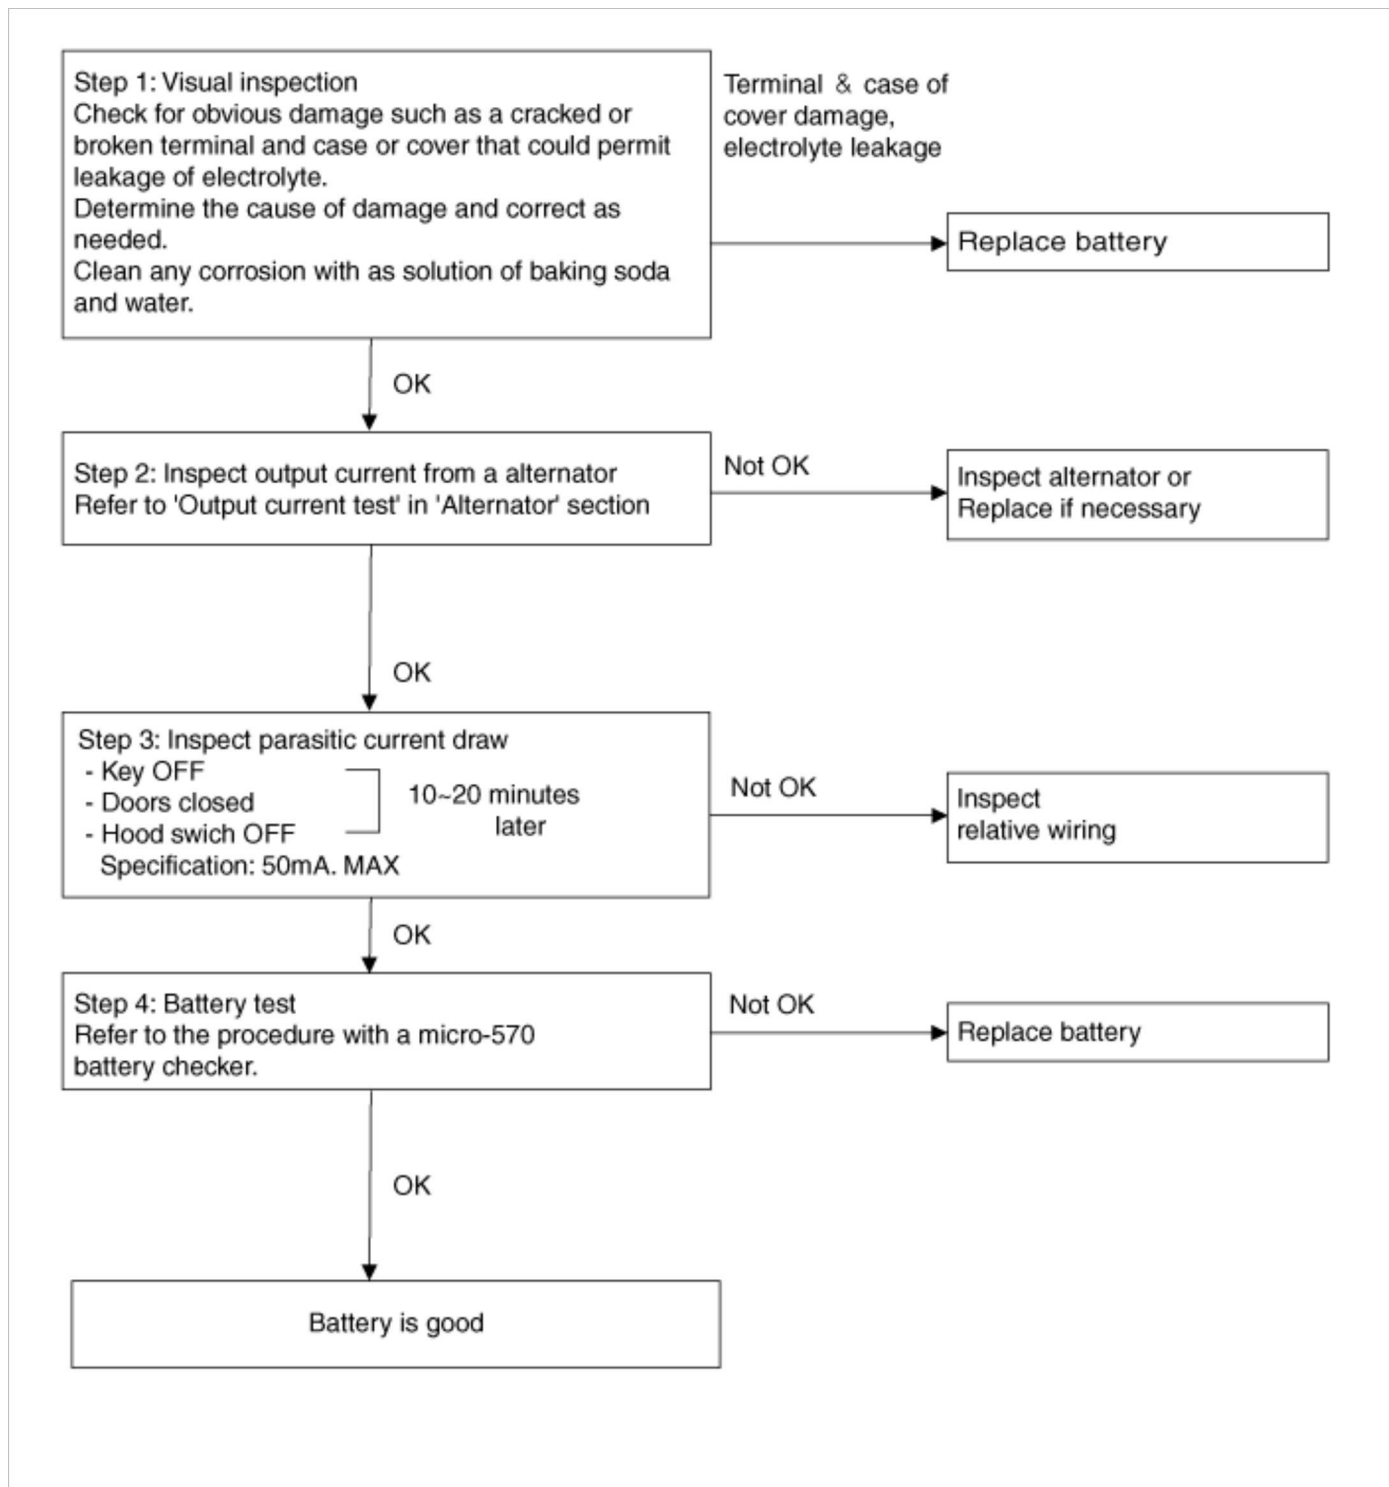 Step 1: Visual inspection
Check for obvious damage such as a cracked or
broken terminal and case or cover that could permit
leakage of electrolyte.
Determine the cause of damage and correct as
needed.
Clean any corrosion with as solution of baking soda
and water.
Terminal & case of
cover damage,
electrolyte leakage
Replace battery
OK
Step 2: Inspect output current from a alternator
Refer to 'Output current test' in 'Alternator' section
Not OK
Inspect alternator or
Replace if necessary
OK
Step 3: Inspect parasitic current draw
- Key OFF
- Doors closed
- Hood swich OFF
10~20 minutes
later
Specification: 50mA. MAX
Not OK
Inspect
relative wiring
OK
Step 4: Battery test
Refer to the procedure with a micro-570
battery checker.
Not OK
Replace battery
OK
Battery is good